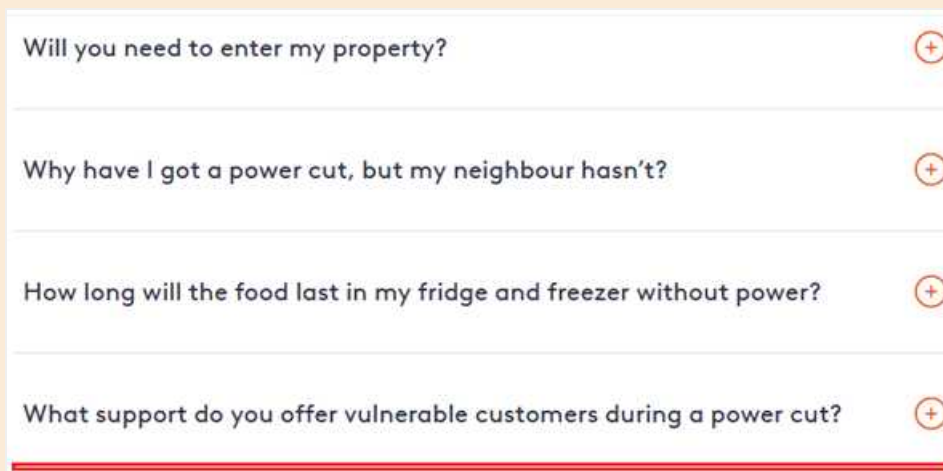 Will you need to enter my property?
Why have I got a power cut, but my neighbour hasn't?
How long will the food last in my fridge and freezer without power?
What support do you offer vulnerable customers during a power cut?